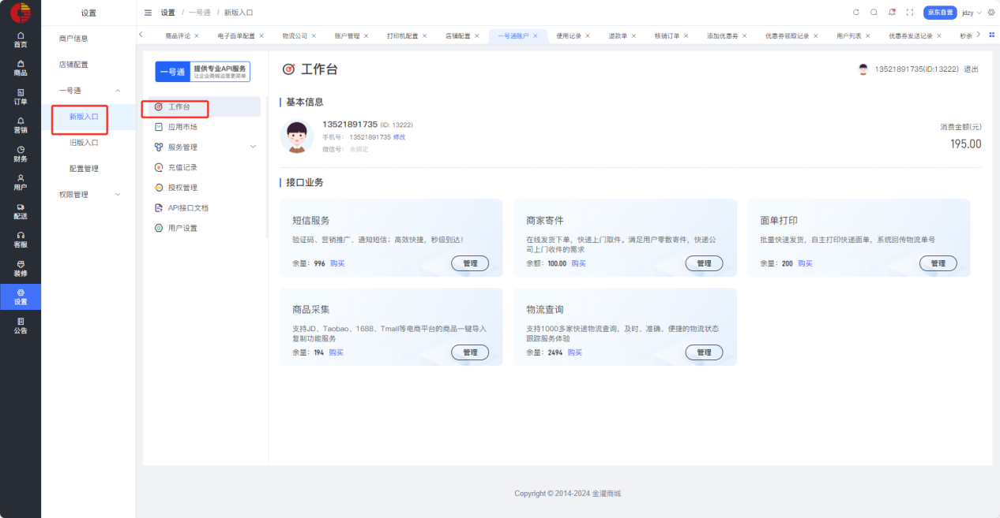 首页
商品
订单
营销
财务
用户
配送
客服
装修
设置
公告
设置
商户信息
店铺配置
一号通
新版入口
旧版入口
配置管理
权限管理
设置 / 一号通 / 新版入口
京东自营 jdzy
商品评论 × 电子面单配置 × 物流公司 × 账户管理 × 打印机配置 × 店铺配置 × 一号通账户 × 使用记录 × 退款单 × 核销订单 × 添加优惠券 × 优惠券领取记录 × 用户列表 × 优惠券发送记录 × 秒杀
一号通 提供专业API服务
让企业商城运营更简单
工作台
应用市场
服务管理
充值记录
授权管理
API接口文档
用户设置
工作台
13521891735(ID:13222) 退出
基本信息
13521891735 (ID: 13222)
手机号： 13521891735 修改
微信号： 未绑定
消费金额(元)
195.00
接口业务
短信服务
验证码、营销推广、通知短信；高效快捷，秒级到达！
余量：996 购买 管理
商家寄件
在线发货下单，快递上门取件。满足用户零散寄件，快递公
司上门收件的需求
余额：100.00 购买 管理
面单打印
批量快速发货，自主打印快递面单，系统回传物流单号
余量：200 购买 管理
商品采集
支持JD、Taobao、1688、Tmall等电商平台的商品一键导入
复制功能服务
余量：194 购买 管理
物流查询
支持1000多家快递物流查询，及时、准确、便捷的物流状态
跟踪服务体验
余量：2494 购买 管理
Copyright © 2014-2024 金灌商城